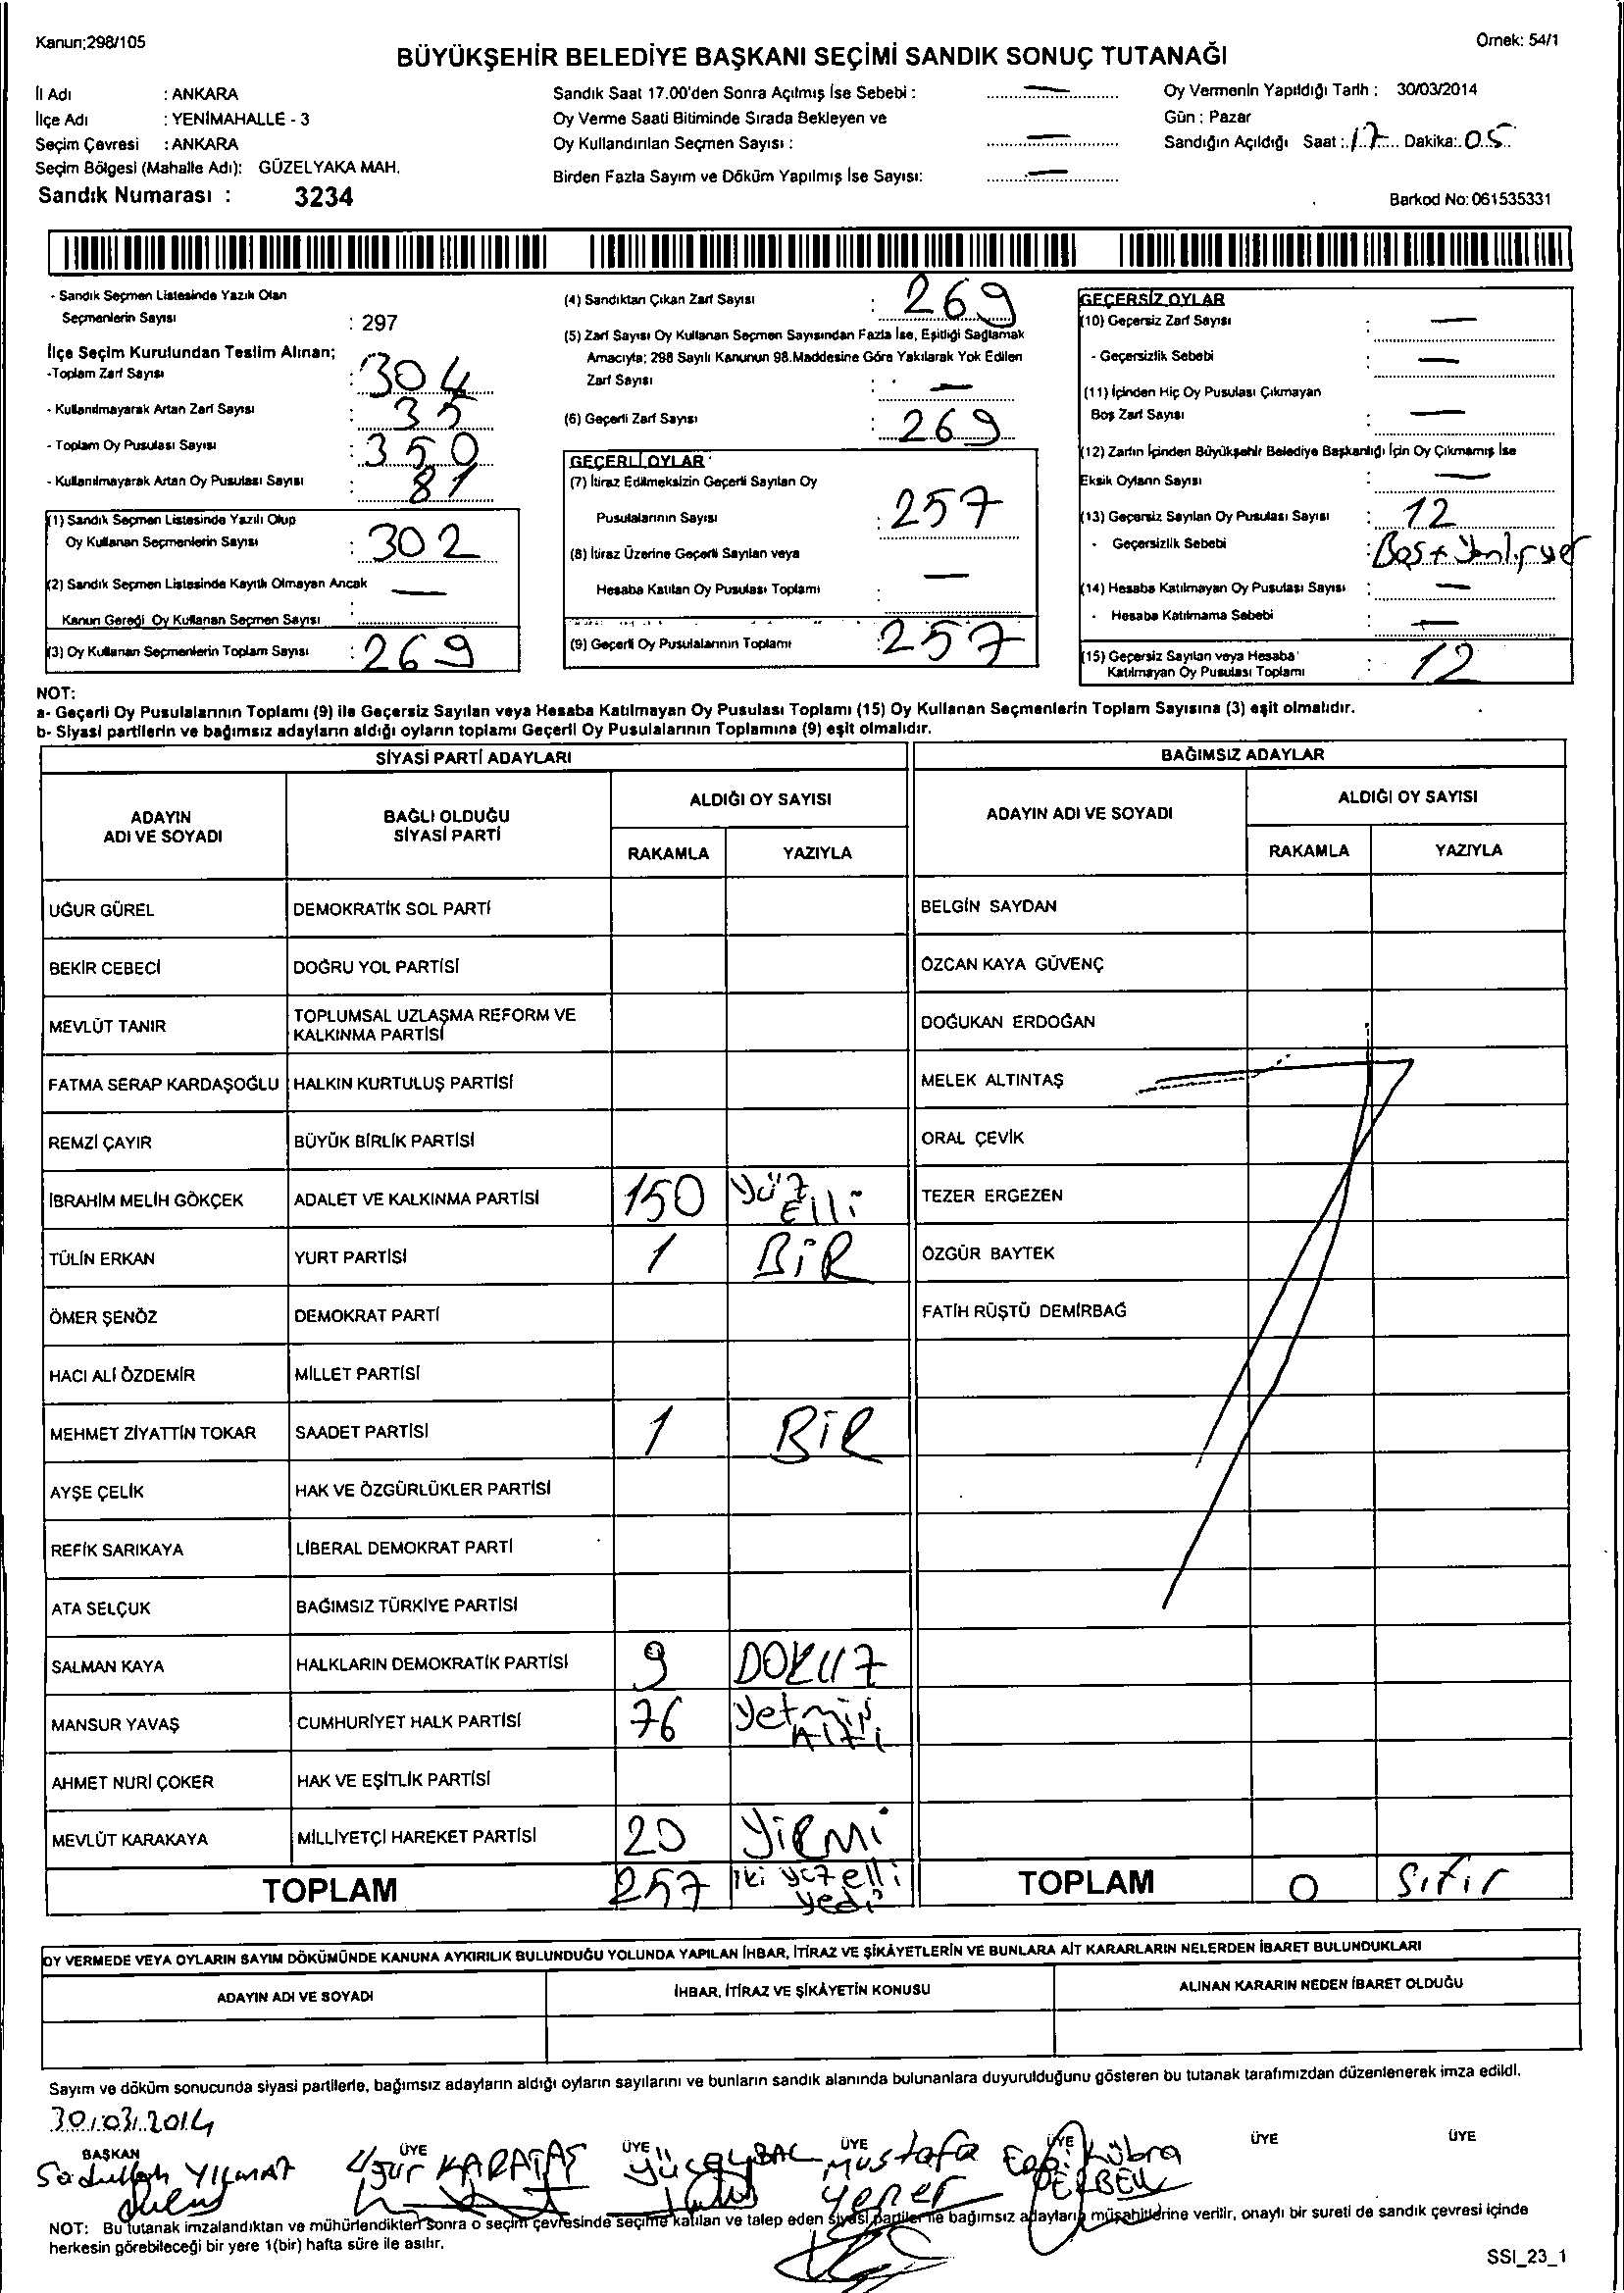 Kanun;298/105
Örnek: 54/1
BÜYÜKŞEHİR BELEDİYE BAŞKANI SEÇİMİ SANDIK SONUÇ TUTANAĞI
İl Adı : ANKARA
İlçe Adı : YENİMAHALLE - 3
Seçim Çevresi : ANKARA
Seçim Bölgesi (Mahalle Adı): GÜZELYAKA MAH.
Sandık Numarası : 3234
Sandık Saat 17.00'den Sonra Açılmış İse Sebebi : —
Oy Verme Saati Bitiminde Sırada Bekleyen ve
Oy Kullandırılan Seçmen Sayısı : —
Birden Fazla Sayım ve Döküm Yapılmış İse Sayısı: —
Oy Vermenin Yapıldığı Tarih : 30/03/2014
Gün : Pazar
Sandığın Açıldığı Saat : 17 Dakika: 05
Barkod No: 061535331
- Sandık Seçmen Listesinde Yazılı Olan
Seçmenlerin Sayısı : 297
İlçe Seçim Kurulundan Teslim Alınan;
-Toplam Zarf Sayısı : 304
- Kullanılmayarak Artan Zarf Sayısı : 35
- Toplam Oy Pusulası Sayısı : 350
- Kullanılmayarak Artan Oy Pusulası Sayısı : 81
(1) Sandık Seçmen Listesinde Yazılı Olup
Oy Kullanan Seçmenlerin Sayısı : 302
(2) Sandık Seçmen Listesinde Kayıtlı Olmayan Ancak
Kanun Gereği Oy Kullanan Seçmen Sayısı : —
(3) Oy Kullanan Seçmenlerin Toplam Sayısı : 269
(4) Sandıktan Çıkan Zarf Sayısı : 269
(5) Zarf Sayısı Oy Kullanan Seçmen Sayısından Fazla İse, Eşitliği Sağlamak
Amacıyla; 298 Sayılı Kanunun 98.Maddesine Göre Yakılarak Yok Edilen
Zarf Sayısı : —
(6) Geçerli Zarf Sayısı : 269
GEÇERLİ OYLAR
(7) İtiraz Edilmeksizin Geçerli Sayılan Oy
Pusulalarının Sayısı : 257
(8) İtiraz Üzerine Geçerli Sayılan veya
Hesaba Katılan Oy Pusulası Toplamı : —
(9) Geçerli Oy Pusulalarının Toplamı : 257
GEÇERSİZ OYLAR
(10) Geçersiz Zarf Sayısı : —
- Geçersizlik Sebebi : —
(11) İçinden Hiç Oy Pusulası Çıkmayan
Boş Zarf Sayısı : —
(12) Zarfın İçinden Büyükşehir Belediye Başkanlığı İçin Oy Çıkmamış İse
Eksik Oyların Sayısı : —
(13) Geçersiz Sayılan Oy Pusulası Sayısı : 12
- Geçersizlik Sebebi : Boş + Yanlış yer
(14) Hesaba Katılmayan Oy Pusulası Sayısı : —
- Hesaba Katılmama Sebebi : —
(15) Geçersiz Sayılan veya Hesaba
Katılmayan Oy Pusulası Toplamı : 12
NOT:
a- Geçerli Oy Pusulalarının Toplamı (9) ile Geçersiz Sayılan veya Hesaba Katılmayan Oy Pusulası Toplamı (15) Oy Kullanan Seçmenlerin Toplam Sayısına (3) eşit olmalıdır.
b- Siyasi partilerin ve bağımsız adayların aldığı oyların toplamı Geçerli Oy Pusulalarının Toplamına (9) eşit olmalıdır.
SİYASİ PARTİ ADAYLARI
ADAYIN
ADI VE SOYADI
BAĞLI OLDUĞU
SİYASİ PARTİ
ALDIĞI OY SAYISI
RAKAMLA YAZIYLA
UĞUR GÜREL DEMOKRATİK SOL PARTİ
BEKİR CEBECİ DOĞRU YOL PARTİSİ
MEVLÜT TANIR TOPLUMSAL UZLAŞMA REFORM VE
KALKINMA PARTİSİ
FATMA SERAP KARDAŞOĞLU HALKIN KURTULUŞ PARTİSİ
REMZİ ÇAYIR BÜYÜK BİRLİK PARTİSİ
İBRAHİM MELİH GÖKÇEK ADALET VE KALKINMA PARTİSİ 150 Yüz Elli
TÜLİN ERKAN YURT PARTİSİ 1 BİR
ÖMER ŞENÖZ DEMOKRAT PARTİ
HACI ALİ ÖZDEMİR MİLLET PARTİSİ
MEHMET ZİYATTİN TOKAR SAADET PARTİSİ 1 BİR
AYŞE ÇELİK HAK VE ÖZGÜRLÜKLER PARTİSİ
REFİK SARIKAYA LİBERAL DEMOKRAT PARTİ
ATA SELÇUK BAĞIMSIZ TÜRKİYE PARTİSİ
SALMAN KAYA HALKLARIN DEMOKRATİK PARTİSİ 9 DOKUZ
MANSUR YAVAŞ CUMHURİYET HALK PARTİSİ 76 Yetmiş Altı
AHMET NURİ ÇOKER HAK VE EŞİTLİK PARTİSİ
MEVLÜT KARAKAYA MİLLİYETÇİ HAREKET PARTİSİ 20 YİRMİ
TOPLAM 257 iki yüz elli yedi
BAĞIMSIZ ADAYLAR
ADAYIN ADI VE SOYADI
ALDIĞI OY SAYISI
RAKAMLA YAZIYLA
BELGİN SAYDAN
ÖZCAN KAYA GÜVENÇ
DOĞUKAN ERDOĞAN
MELEK ALTINTAŞ
ORAL ÇEVİK
TEZER ERGEZEN
ÖZGÜR BAYTEK
FATİH RÜŞTÜ DEMİRBAĞ
TOPLAM 0 Sıfır
OY VERMEDE VEYA OYLARIN SAYIM DÖKÜMÜNDE KANUNA AYKIRILIK BULUNDUĞU YOLUNDA YAPILAN İHBAR, İTİRAZ VE ŞİKÂYETLERİN VE BUNLARA AİT KARARLARIN NELERDEN İBARET BULUNDUKLARI
ADAYIN ADI VE SOYADI İHBAR, İTİRAZ VE ŞİKÂYETİN KONUSU ALINAN KARARIN NEDEN İBARET OLDUĞU
Sayım ve döküm sonucunda siyasi partilerle, bağımsız adayların aldığı oyların sayılarını ve bunların sandık alanında bulunanlara duyurulduğunu gösteren bu tutanak tarafımızdan düzenlenerek imza edildi.
30.03.2014
BAŞKAN ÜYE ÜYE ÜYE ÜYE ÜYE ÜYE
Sadullah YILMAZ Uğur KARATAŞ Yücel BAL Mustafa Yener Kübra
NOT: Bu tutanak imzalandıktan ve mühürlendikten sonra o seçim çevresinde seçime katılan ve talep eden siyasi partiler ile bağımsız adayların müşahitlerine verilir, onaylı bir sureti de sandık çevresi içinde
herkesin görebileceği bir yere 1(bir) hafta süre ile asılır.
SSI_23_1